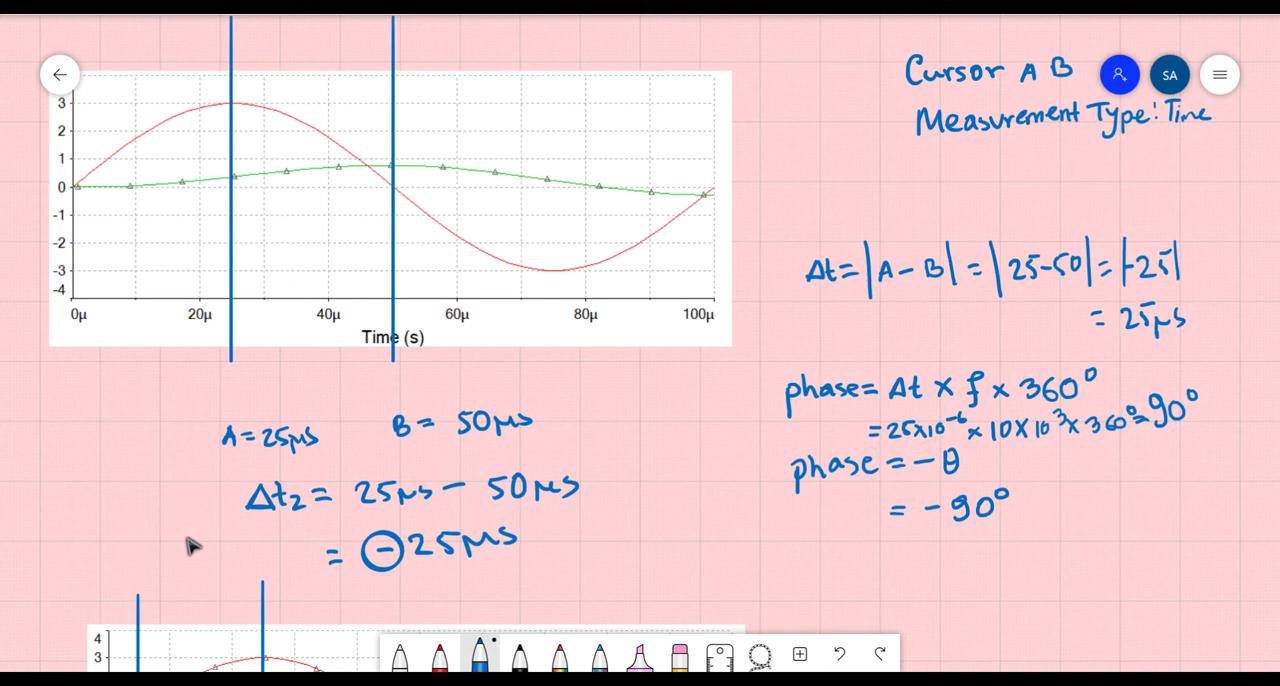 Cursor A B
SA
Measurement Type: Time
3
2
1
0
-1
-2
-3
-4
0μ 20μ 40μ 60μ 80μ 100μ
Time (s)
Δt = |A - B| = |25-50| = |-25|
= 25μs
phase = Δt × f × 360°
= 25×10⁻⁶ × 10 × 10³ × 360° = 90°
phase = - θ
= - 90°
A = 25μs
B = 50μs
Δt₂ = 25μs - 50μs
= -25μs
4
3